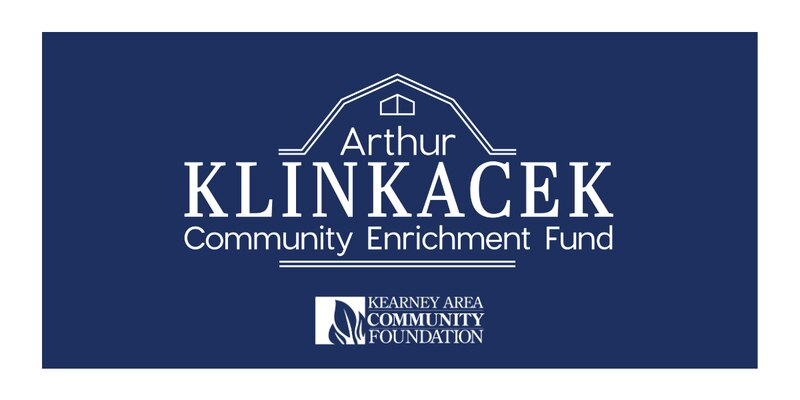 Arthur
KLINKACEK
Community Enrichment Fund
KEARNEY AREA
COMMUNITY
FOUNDATION